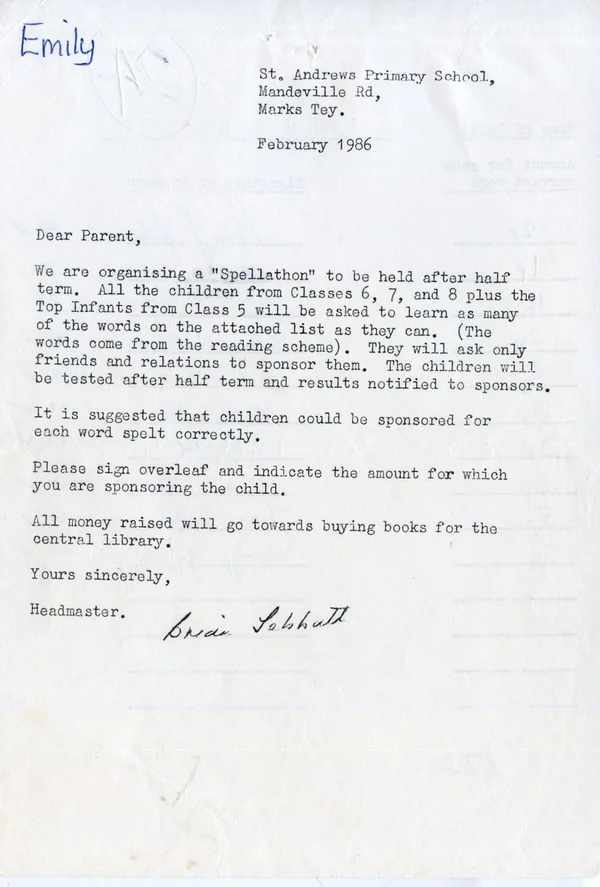 Emily
St. Andrews Primary School,
Mandeville Rd,
Marks Tey.
February 1986
Dear Parent,
We are organising a "Spellathon" to be held after half
term. All the children from Classes 6, 7, and 8 plus the
Top Infants from Class 5 will be asked to learn as many
of the words on the attached list as they can. (The
words come from the reading scheme). They will ask only
friends and relations to sponsor them. The children will
be tested after half term and results notified to sponsors.
It is suggested that children could be sponsored for
each word spelt correctly.
Please sign overleaf and indicate the amount for which
you are sponsoring the child.
All money raised will go towards buying books for the
central library.
Yours sincerely,
Headmaster.
Brian